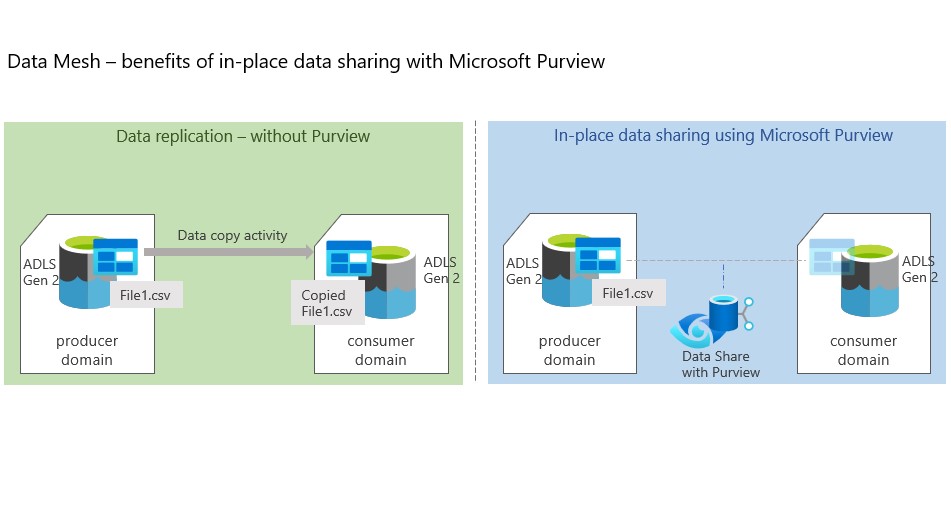 Data Mesh – benefits of in-place data sharing with Microsoft Purview
Data replication – without Purview
ADLS
Gen 2
File1.csv
producer
domain
Data copy activity
Copied
File1.csv
ADLS
Gen 2
consumer
domain
In-place data sharing using Microsoft Purview
ADLS
Gen 2
File1.csv
producer
domain
Data Share
with Purview
ADLS
Gen 2
consumer
domain